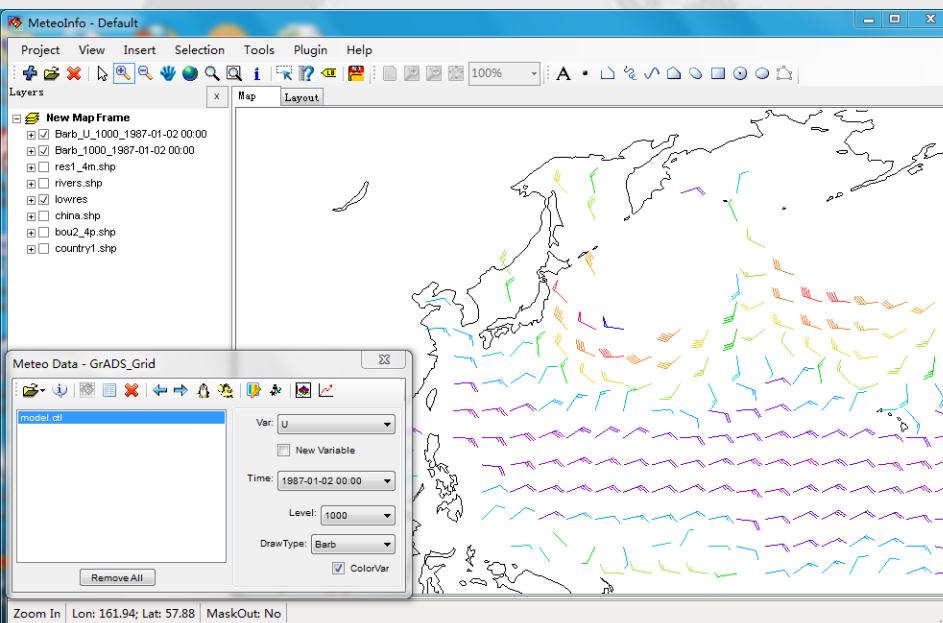 MeteoInfo - Default
Project View Insert Selection Tools Plugin Help
100%
A
Layers
x
Map
Layout
New Map Frame
Barb_U_1000_1987-01-02 00:00
Barb_1000_1987-01-02 00:00
res1_4m.shp
rivers.shp
lowres
china.shp
bou2_4p.shp
country1.shp
Meteo Data - GrADS_Grid
model.ctl
Var: U
New Variable
Time: 1987-01-02 00:00
Level: 1000
DrawType: Barb
ColorVar
Remove All
Zoom In Lon: 161.94; Lat: 57.88 MaskOut: No